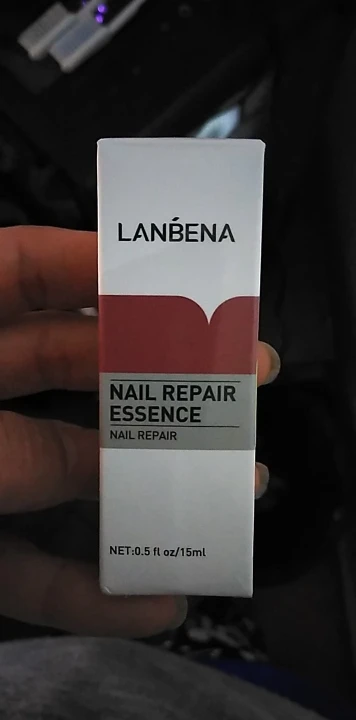 LANBENA
NAIL REPAIR
ESSENCE
NAIL REPAIR
NET:0.5 fl oz/15ml